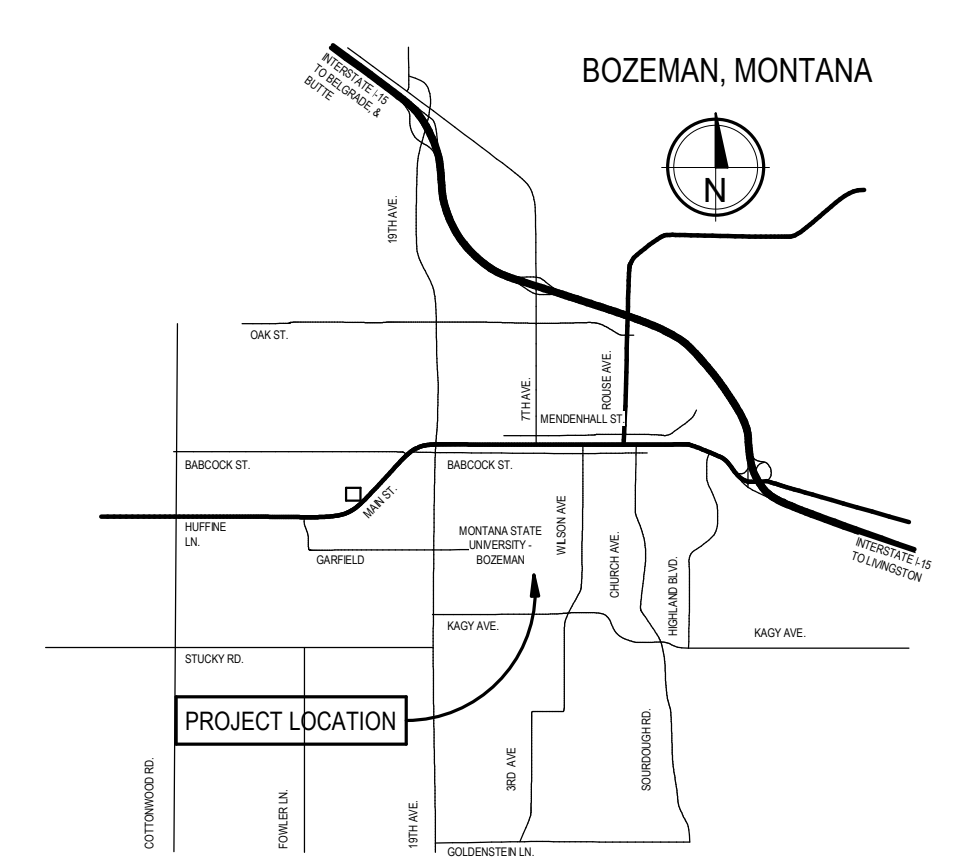 BOZEMAN, MONTANA
INTERSTATE I-15
TO BELGRADE, &
BUTTE
N
19TH AVE.
OAK ST.
7TH AVE.
ROUSE AVE.
MENDENHALL ST.
BABCOCK ST.
BABCOCK ST.
MAIN ST.
HUFFINE
LN.
GARFIELD
MONTANA STATE
UNIVERSITY -
BOZEMAN
WILSON AVE
CHURCH AVE.
HIGHLAND BLVD.
INTERSTATE I-15
TO LIVINGSTON
KAGY AVE.
KAGY AVE.
STUCKY RD.
PROJECT LOCATION
COTTONWOOD RD.
FOWLER LN.
19TH AVE.
3RD AVE
SOURDOUGH RD.
GOLDENSTEIN LN.